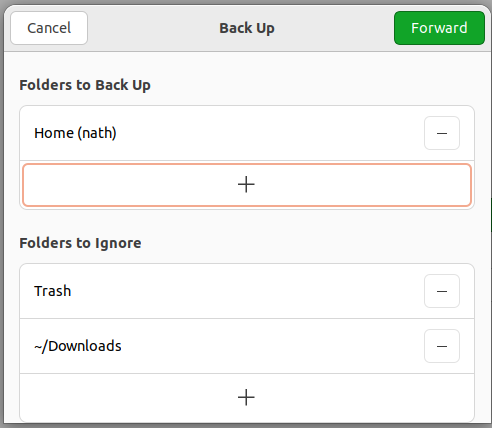 Cancel
Back Up
Forward
Folders to Back Up
Home (nath)
Folders to Ignore
Trash
~/Downloads